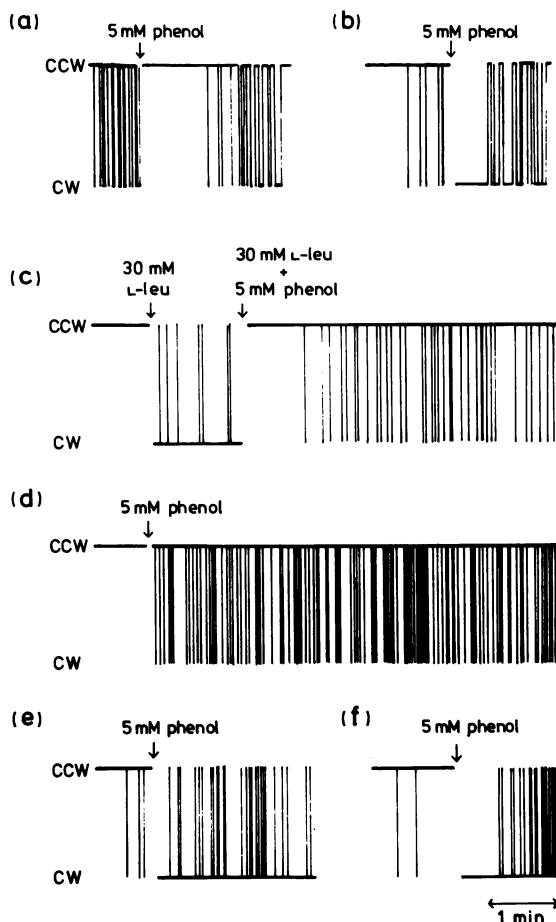 (a)
5 mM phenol
CCW
CW
(b)
5 mM phenol
(c)
30 mM
L-leu
30 mM L-leu
+
5 mM phenol
CCW
CW
(d)
5 mM phenol
CCW
CW
(e)
5 mM phenol
CCW
CW
(f)
5 mM phenol
1 min